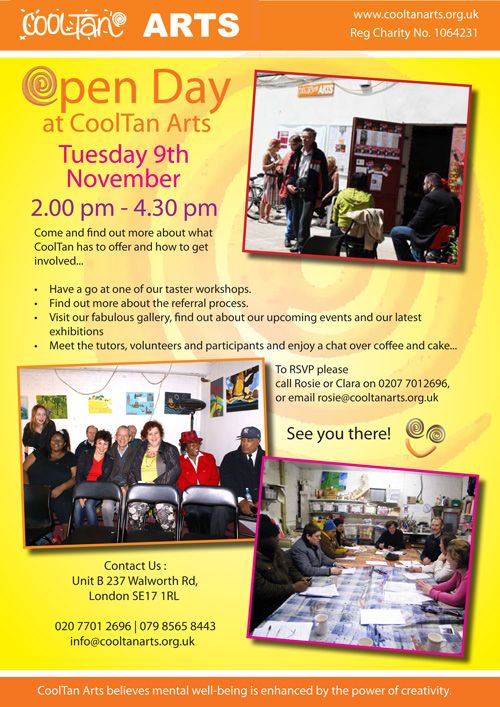 COOLTAN ARTS
www.cooltanarts.org.uk
Reg Charity No. 1064231
Open Day
at CoolTan Arts
Tuesday 9th
November
2.00 pm - 4.30 pm
Come and find out more about what
CoolTan has to offer and how to get
involved...
• Have a go at one of our taster workshops.
• Find out more about the referral process.
• Visit our fabulous gallery, find out about our upcoming events and our latest
exhibitions
• Meet the tutors, volunteers and participants and enjoy a chat over coffee and cake...
To RSVP please
call Rosie or Clara on 0207 7012696,
or email rosie@cooltanarts.org.uk
See you there!
Contact Us :
Unit B 237 Walworth Rd,
London SE17 1RL
020 7701 2696 | 079 8565 8443
info@cooltanarts.org.uk
CoolTan Arts believes mental well-being is enhanced by the power of creativity.